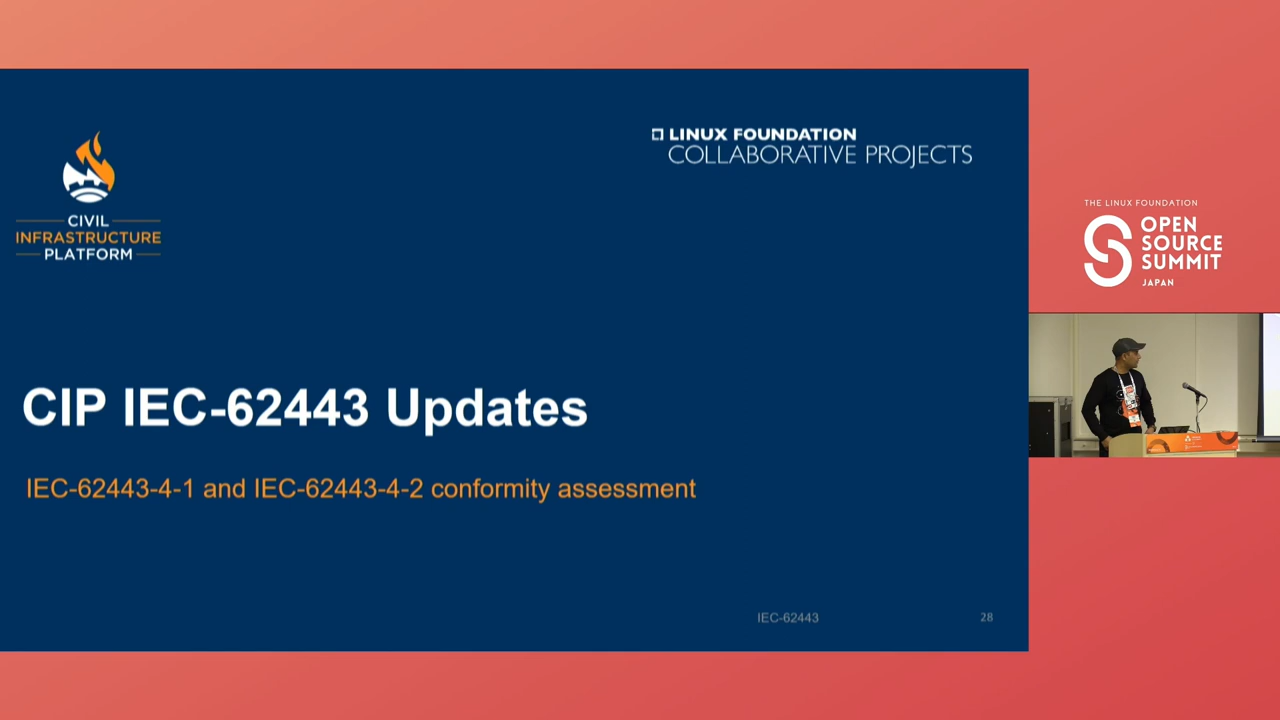 CIVIL
INFRASTRUCTURE
PLATFORM
LINUX FOUNDATION
COLLABORATIVE PROJECTS
CIP IEC-62443 Updates
IEC-62443-4-1 and IEC-62443-4-2 conformity assessment
IEC-62443
28
THE LINUX FOUNDATION
OPEN
SOURCE
SUMMIT
JAPAN